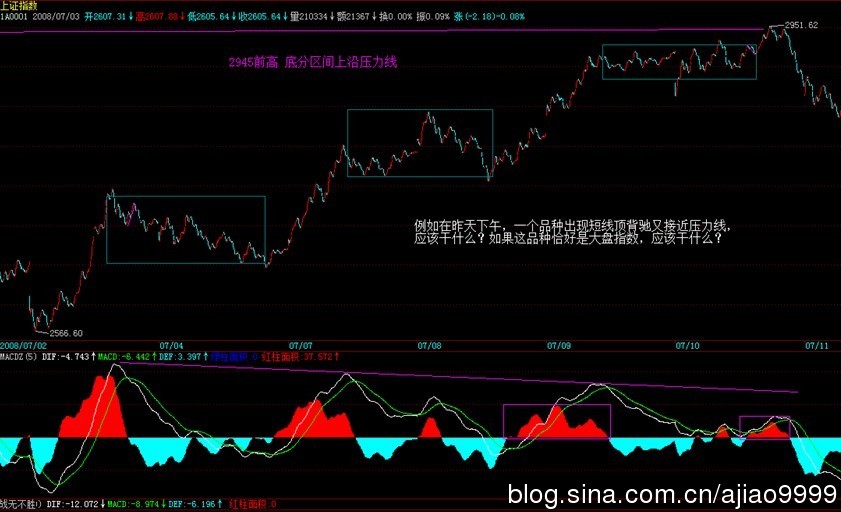 上证指数
1A0001 2008/07/03 开2607.31↓高2607.88↓低2605.64↓收2605.64↓量210334↓额21367↓换0.00% 振0.09% 涨(-2.18)-0.08%
2951.62
2945前高 底分区间上沿压力线
例如在昨天下午，一个品种出现短线顶背驰又接近压力线，
应该干什么？如果这品种恰好是大盘指数，应该干什么？
2566.60
2008/07/02 07/04 07/07 07/08 07/09 07/10 07/11
MACDZ(5) DIF:-4.743↑MACD:-6.442↑DEF:3.397↑绿柱面积:0 红柱面积:37.572↑
战无不胜() DIF:-12.072↓MACD:-8.974↓DEF:-6.196↑ 红柱面积:0
blog.sina.com.cn/ajiao9999